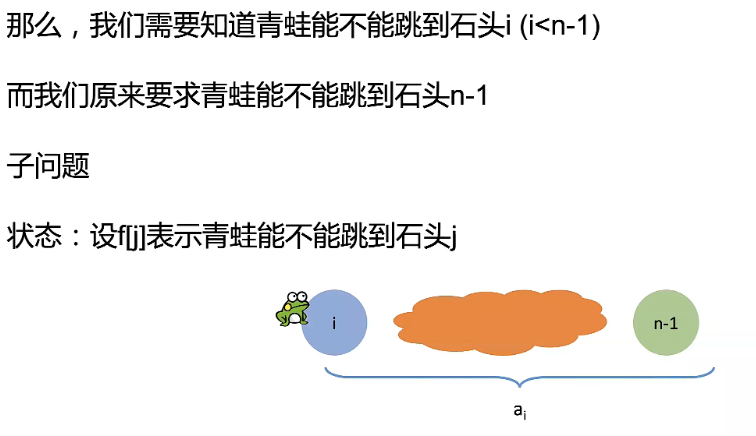 那么，我们需要知道青蛙能不能跳到石头i (i<n-1)
而我们原来要求青蛙能不能跳到石头n-1
子问题
状态：设f[j]表示青蛙能不能跳到石头j
i
n-1
ai